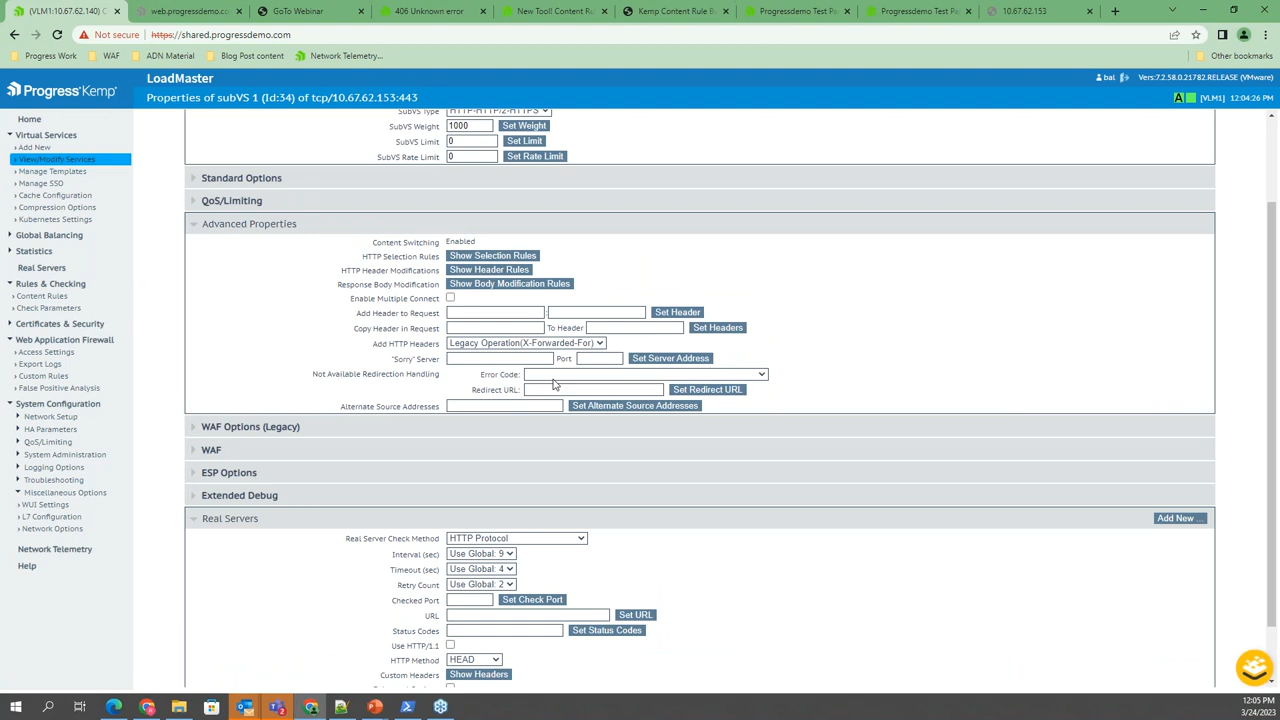 (VLM1:10.67.62.140) C
web.progressdemo.co
GoTo Webinar
406 Unknown error
New Tooll Content Ru
Kemp Content Rule B
Progress Demo Test Pa
Progress Demo Test Pa
10.67.62.153
Not secure
https://shared.progressdemo.com
Progress Work
WAF
ADN Material
Blog Post content
Network Telemetry...
Other bookmarks
Progress Kemp
LoadMaster
bal
Vers:7.2.58.0.21782.RELEASE (VMware)
Properties of subVS 1 (Id:34) of tcp/10.67.62.153:443
A
[VLM1]
12:04:26 PM
Home
Virtual Services
Add New
View/Modify Services
Manage Templates
Manage SSO
Cache Configuration
Compression Options
Kubernetes Settings
Global Balancing
Statistics
Real Servers
Rules & Checking
Content Rules
Check Parameters
Certificates & Security
Web Application Firewall
Access Settings
Export Logs
Custom Rules
False Positive Analysis
System Configuration
Network Setup
HA Parameters
QoS/Limiting
System Administration
Logging Options
Troubleshooting
Miscellaneous Options
WUI Settings
L7 Configuration
Network Options
Network Telemetry
Help
SubVS Type HTTP-HTTP/2-HTTPS
SubVS Weight 1000 Set Weight
SubVS Limit 0 Set Limit
SubVS Rate Limit 0 Set Rate Limit
Standard Options
QoS/Limiting
Advanced Properties
Content Switching Enabled
HTTP Selection Rules Show Selection Rules
HTTP Header Modifications Show Header Rules
Response Body Modification Show Body Modification Rules
Enable Multiple Connect
Add Header to Request : Set Header
Copy Header in Request To Header Set Headers
Add HTTP Headers Legacy Operation(X-Forwarded-For)
"Sorry" Server Port Set Server Address
Not Available Redirection Handling Error Code:
Redirect URL: Set Redirect URL
Alternate Source Addresses Set Alternate Source Addresses
WAF Options (Legacy)
WAF
ESP Options
Extended Debug
Real Servers Add New ...
Real Server Check Method HTTP Protocol
Interval (sec) Use Global: 9
Timeout (sec) Use Global: 4
Retry Count Use Global: 2
Checked Port Set Check Port
URL Set URL
Status Codes Set Status Codes
Use HTTP/1.1
HTTP Method HEAD
Custom Headers Show Headers
12:05 PM
3/24/2023